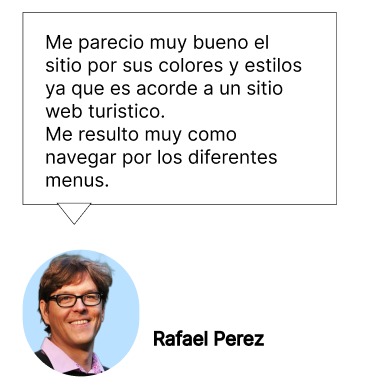 Me parecio muy bueno el
sitio por sus colores y estilos
ya que es acorde a un sitio
web turistico.
Me resulto muy como
navegar por los diferentes
menus.
Rafael Perez